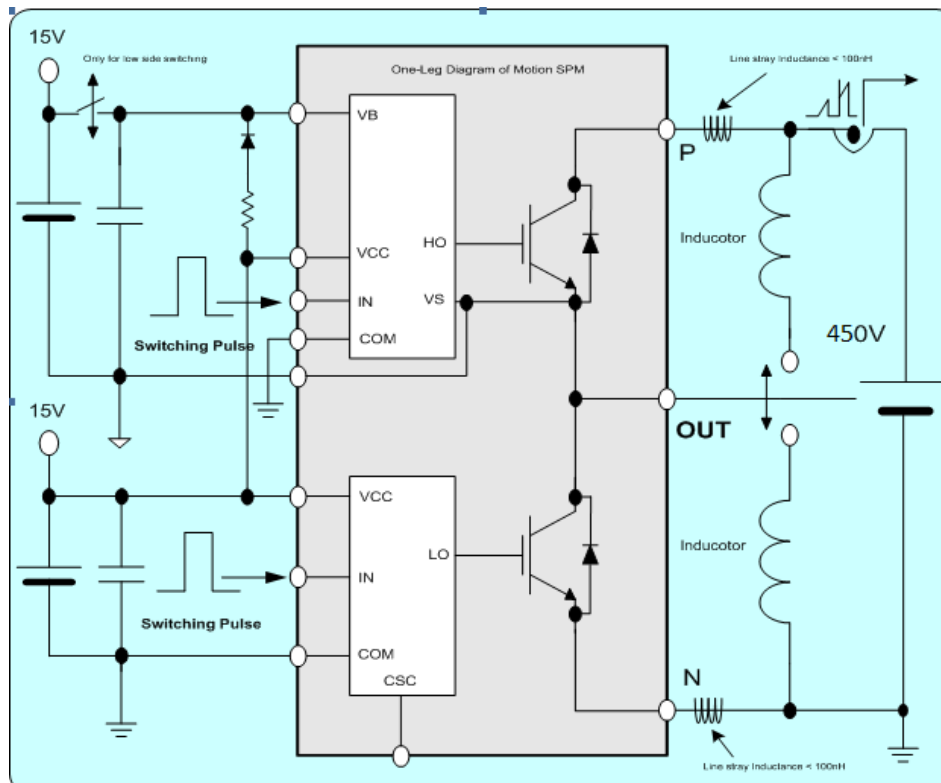 15V
Only for low side switching
One-Leg Diagram of Motion SPM
Line stray Inductance < 100nH
VB
P
VCC
HO
Inducotor
IN
VS
Switching Pulse
COM
450V
15V
OUT
VCC
LO
Inducotor
IN
Switching Pulse
COM
CSC
N
Line stray Inductance < 100nH